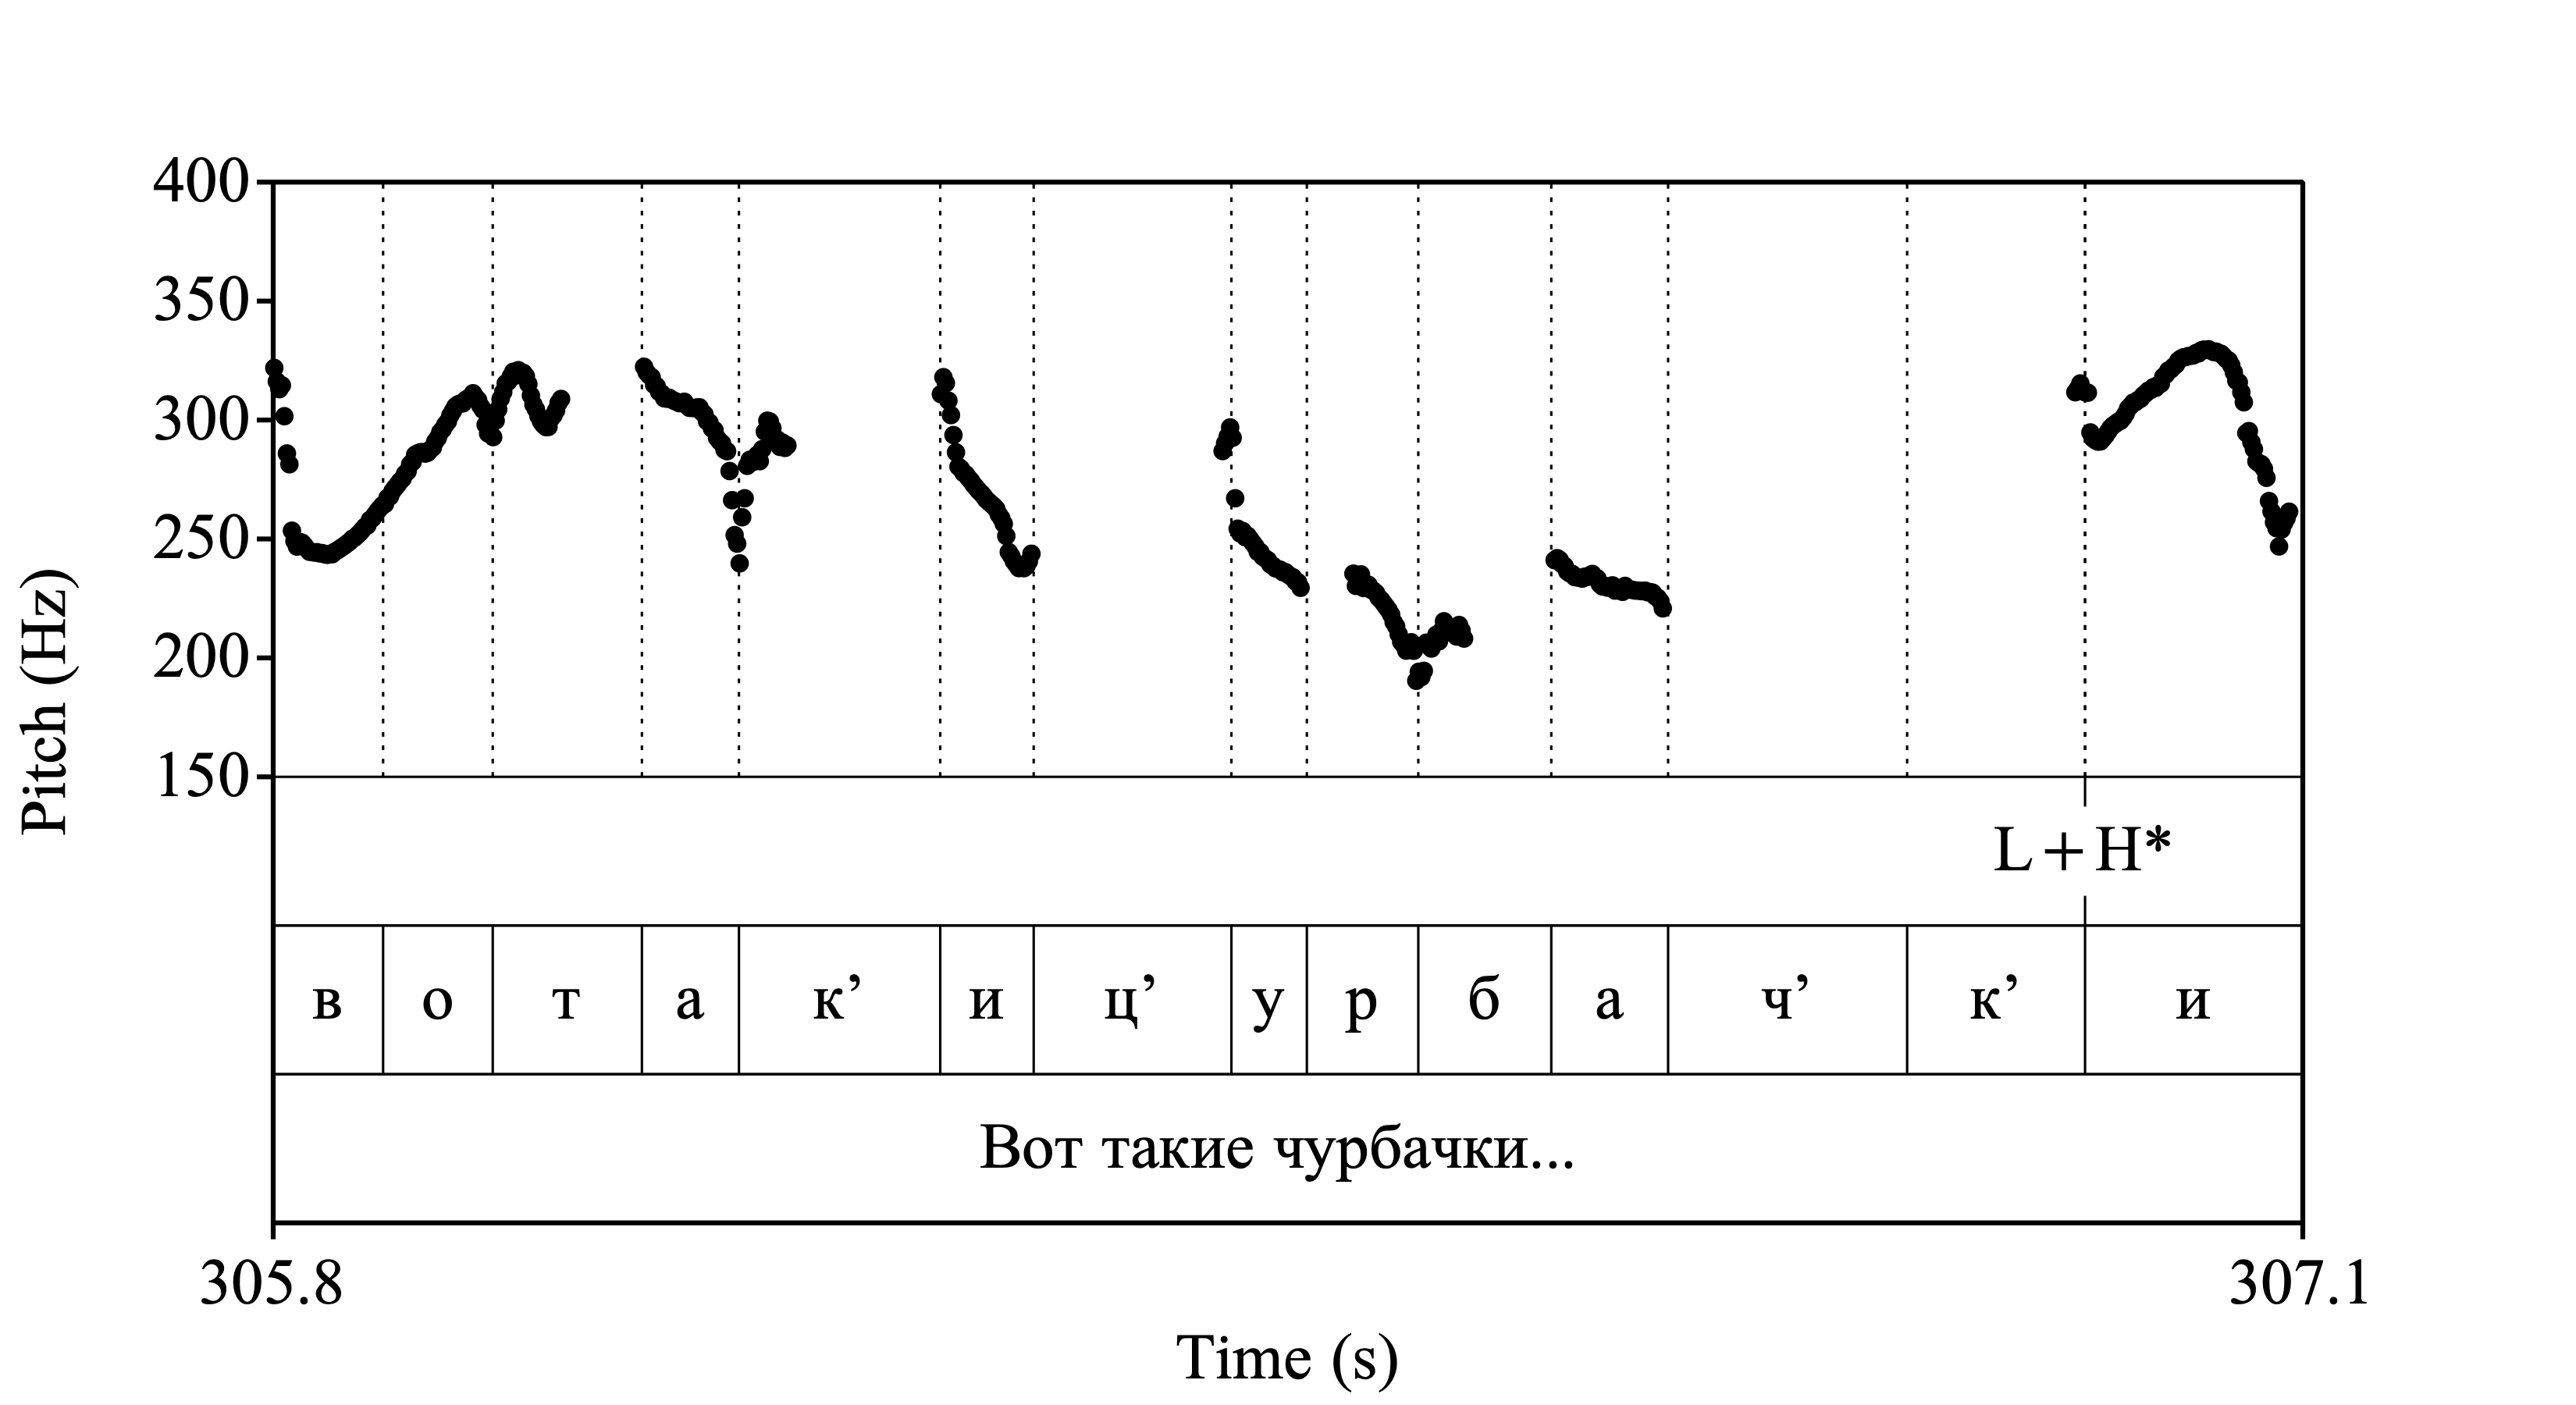 400
350
300
250
200
150
Pitch (Hz)
L+H*
в о т а к’ и ц’ у р б а ч’ к’ и
Вот такие чурбачки...
305.8 307.1
Time (s)